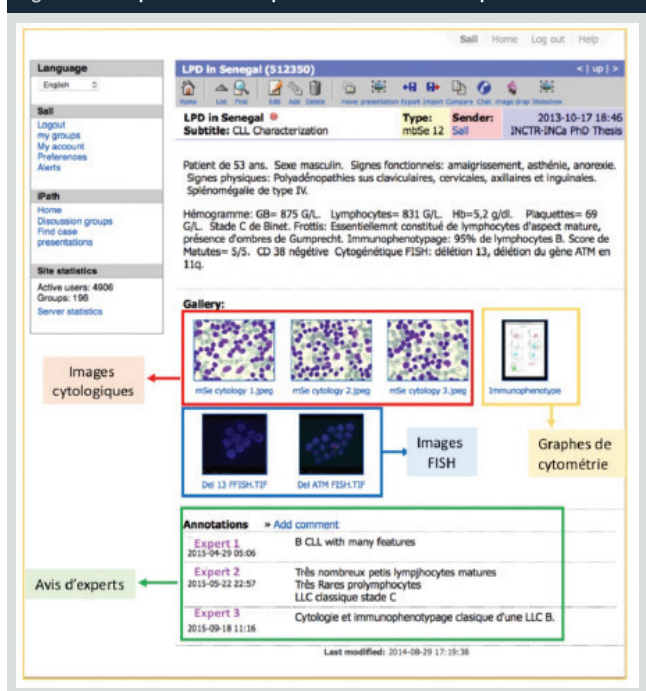 Sall Home Log out Help
Language
English
Sall
Logout
my groups
My account
Preferences
Alerts
iPath
Home
Discussion groups
Find case
presentations
Site statistics
Active users: 4906
Groups: 196
Server statistics
LPD in Senegal (512350) < | up | >
Home List Find Edit Add Delete move presentation Export Import Compare Chat image drop Slideshow
LPD in Senegal Type: Sender: 2013-10-17 18:46
Subtitle: CLL Characterization mbSe 12 Sall INCTR-INCa PhD Thesis
Patient de 53 ans. Sexe masculin. Signes fonctionnels: amaigrissement, asthénie, anorexie.
Signes physiques: Polyadénopathies sus claviculaires, cervicales, axillaires et inguinales.
Splénomégalie de type IV.
Hémogramme: GB= 875 G/L. Lymphocytes= 831 G/L. Hb=5,2 g/dl. Plaquettes= 69
G/L. Stade C de Binet. Frottis: Essentiellemnt constitué de lymphocytes d'aspect mature,
présence d'ombres de Gumprecht. Immunophenotypage: 95% de lymphocytes B. Score de
Matutes= 5/5. CD 38 négétive Cytogénétique FISH: délétion 13, délétion du gène ATM en
11q.
Gallery:
Images
cytologiques
mSe cytology 1.jpeg mSe cytology 2.jpeg mSe cytology 3.jpeg Immunophenotype
Images
FISH
Graphes de
cytométrie
Del 13 FFISH.TIF Del ATM FISH.TIF
Annotations » Add comment
Expert 1 B CLL with many features
2015-04-29 05:06
Avis d'experts
Expert 2 Très nombreux petis lympjhocytes matures
2015-05-22 22:57 Très Rares prolymphocytes
LLC classique stade C
Expert 3 Cytologie et immunophenotypage clasique d'une LLC B.
2015-09-18 11:16
Last modified: 2014-08-29 17:19:38